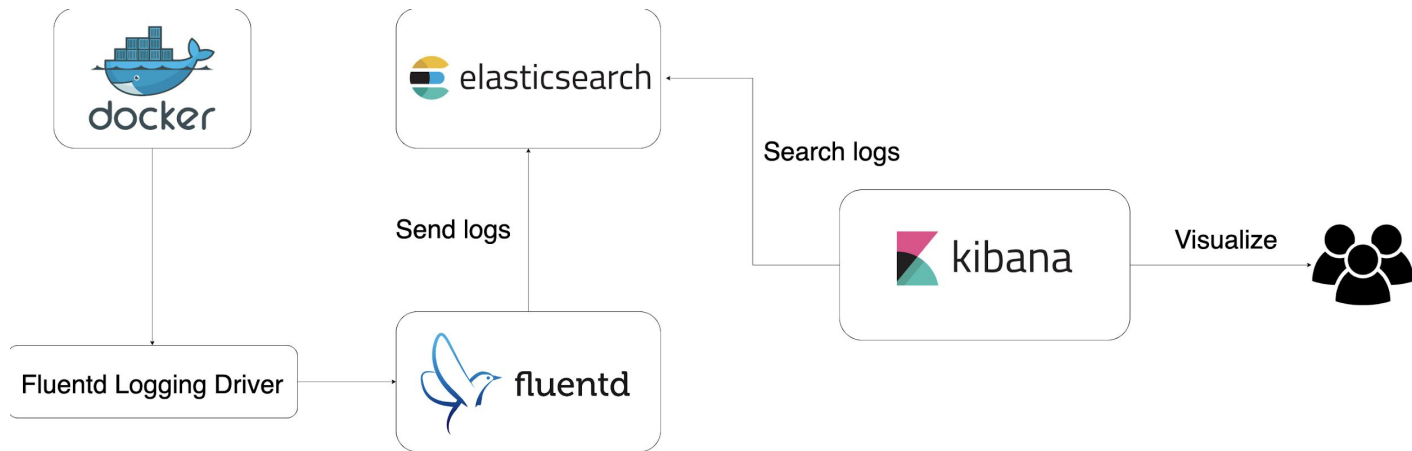 docker
elasticsearch
Search logs
Send logs
kibana
Visualize
Fluentd Logging Driver
fluentd